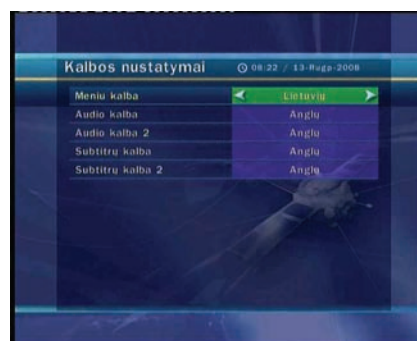 Kalbos nustatymai 08:22 / 13-Rugp-2008
Meniu kalba Lietuvių
Audio kalba Anglų
Audio kalba 2 Anglų
Subtitrų kalba Anglų
Subtitrų kalba 2 Anglų